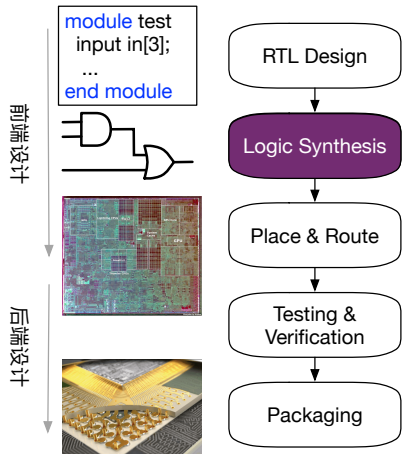 module test
input in[3];
...
end module
前端设计
后端设计
RTL Design
Logic Synthesis
Place & Route
Testing &
Verification
Packaging